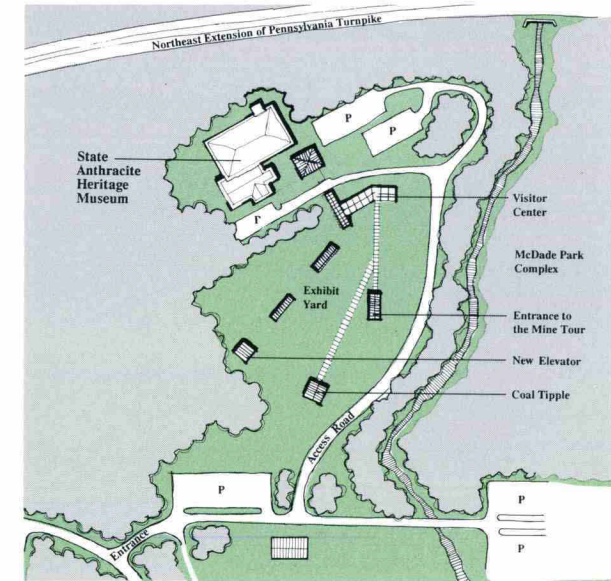 Northeast Extension of Pennsylvania Turnpike
P
P
State
Anthracite
Heritage
Museum
P
Visitor
Center
McDade Park
Complex
Exhibit
Yard
Entrance to
the Mine Tour
New Elevator
Coal Tipple
Access Road
P
P
P
Entrance